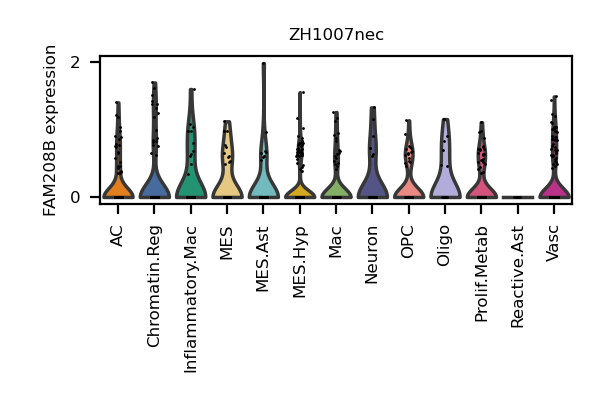 ZH1007nec
FAM208B expression
2
0
AC
Chromatin.Reg
Inflammatory.Mac
MES
MES.Ast
MES.Hyp
Mac
Neuron
OPC
Oligo
Prolif.Metab
Reactive.Ast
Vasc